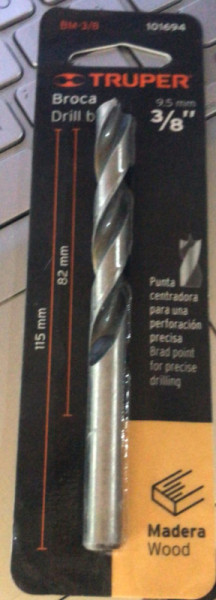 BM-3/8 101694
TRUPER
Broca 9.5 mm
Drill b 3/8"
82 mm
115 mm
Punta
centradora
para una
perforación
precisa
Brad point
for precise
drilling
Madera
Wood